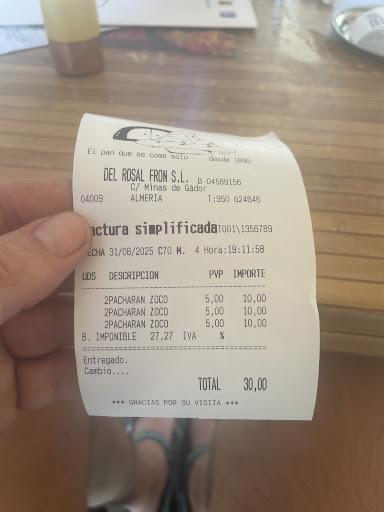 El pan que se come solo desde 1890
DEL ROSAL FRON S.L. B-04589156
C/ Minas de Gádor
04009 ALMERIA T:950 624646
actura simplificada T001\1356789
FECHA 31/08/2025 C70 M. 4 Hora:19:11:58
UDS DESCRIPCION PVP IMPORTE
2PACHARAN ZOCO 5,00 10,00
2PACHARAN ZOCO 5,00 10,00
2PACHARAN ZOCO 5,00 10,00
B. IMPONIBLE 27,27 IVA %
Entregado.
Cambio....
TOTAL 30,00
*** GRACIAS POR SU VISITA ***